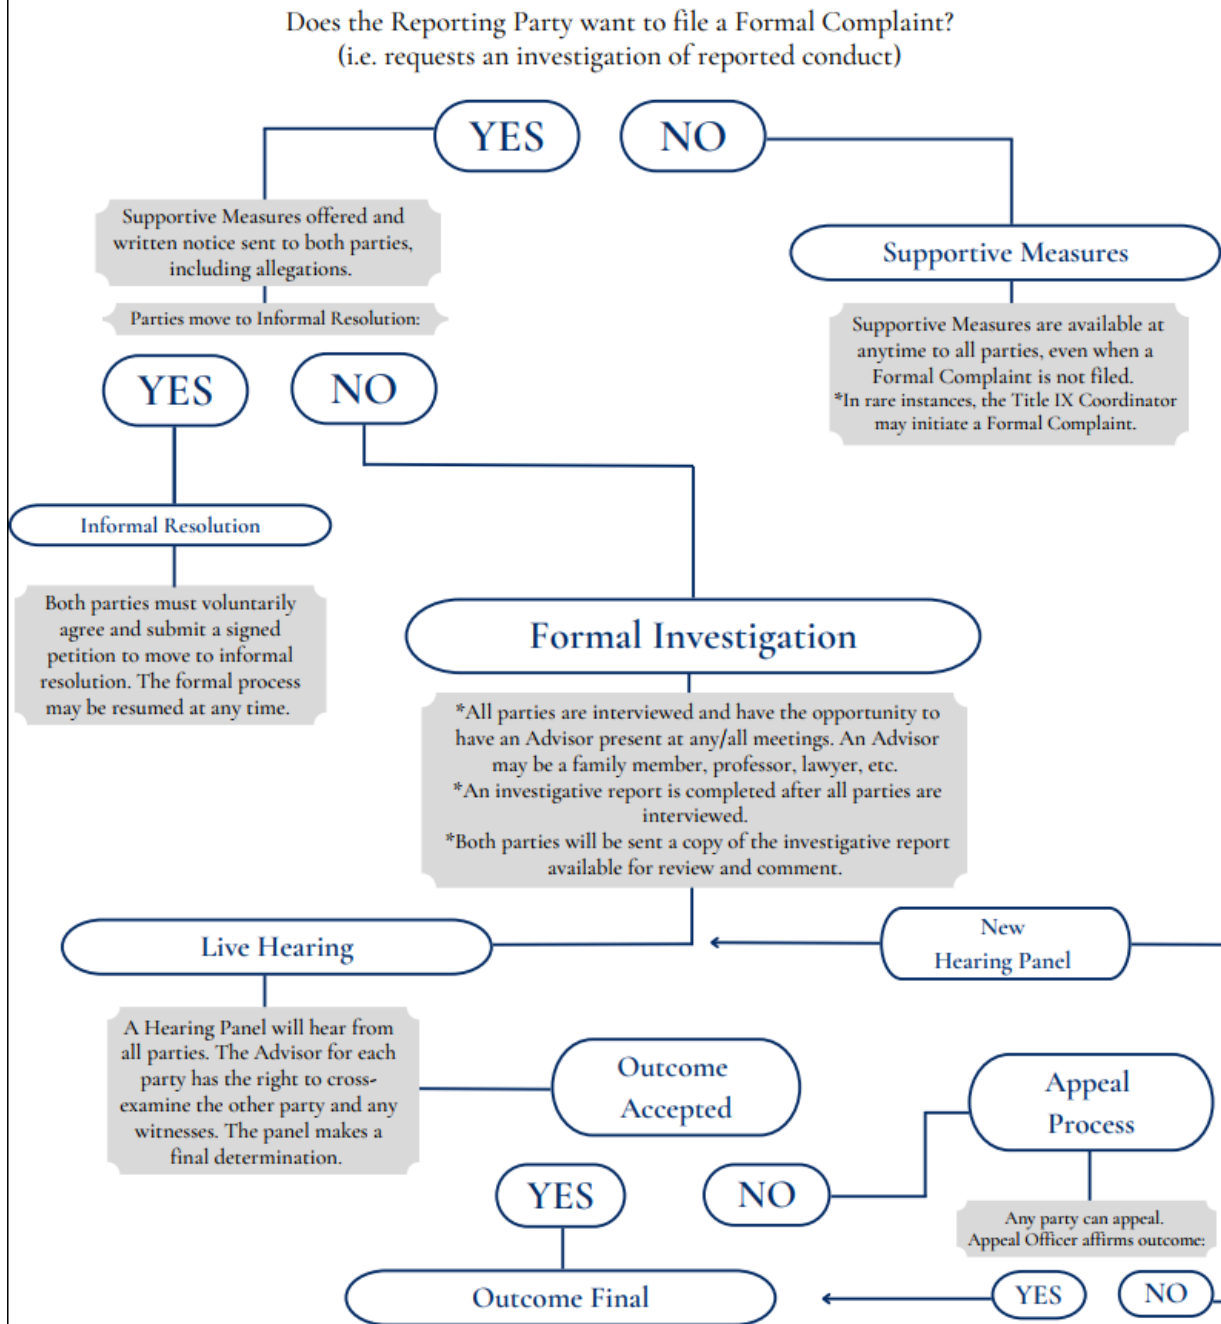 Does the Reporting Party want to file a Formal Complaint?
(i.e. requests an investigation of reported conduct)
YES
NO
Supportive Measures offered and
written notice sent to both parties,
including allegations.
Supportive Measures
Parties move to Informal Resolution:
Supportive Measures are available at
anytime to all parties, even when a
Formal Complaint is not filed.
*In rare instances, the Title IX Coordinator
may initiate a Formal Complaint.
YES
NO
Informal Resolution
Both parties must voluntarily
agree and submit a signed
petition to move to informal
resolution. The formal process
may be resumed at any time.
Formal Investigation
*All parties are interviewed and have the opportunity to
have an Advisor present at any/all meetings. An Advisor
may be a family member, professor, lawyer, etc.
*An investigative report is completed after all parties are
interviewed.
*Both parties will be sent a copy of the investigative report
available for review and comment.
Live Hearing
New
Hearing Panel
A Hearing Panel will hear from
all parties. The Advisor for each
party has the right to cross-
examine the other party and any
witnesses. The panel makes a
final determination.
Outcome
Accepted
Appeal
Process
YES
NO
Any party can appeal.
Appeal Officer affirms outcome:
Outcome Final
YES
NO